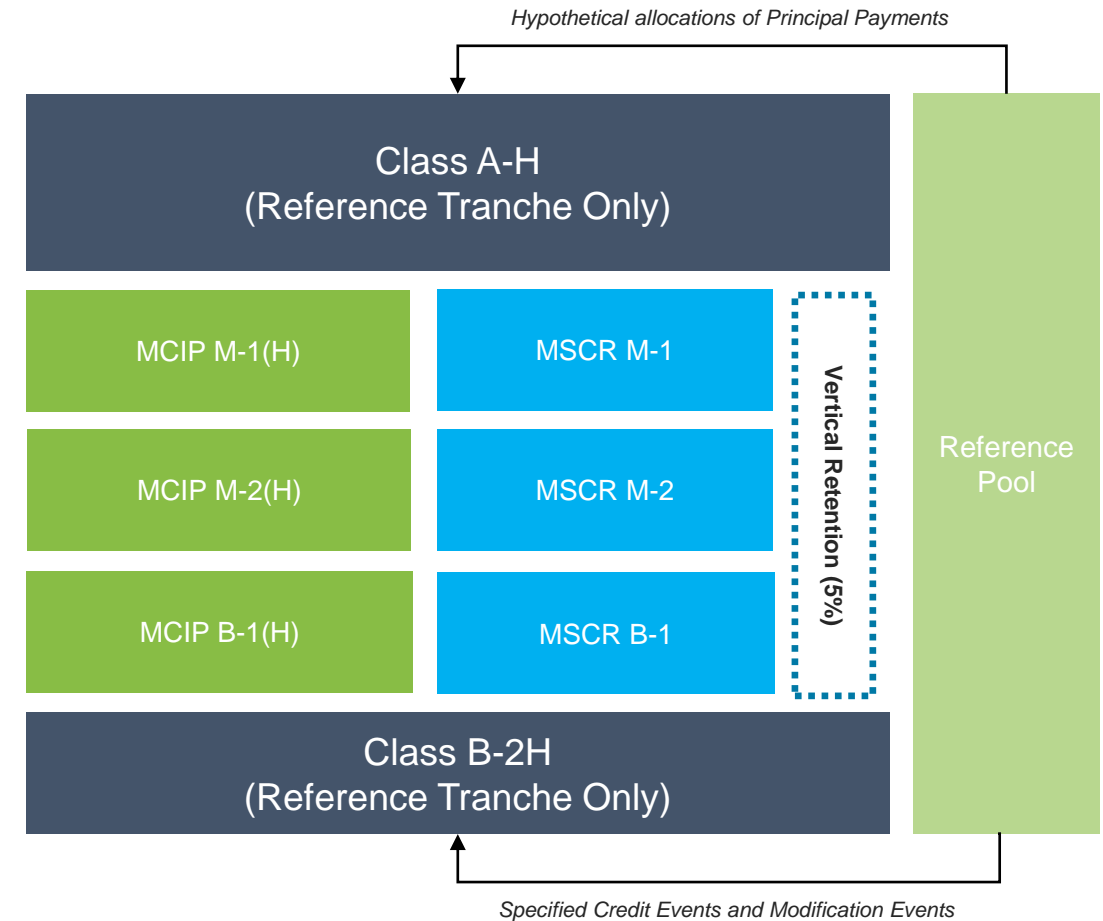 Hypothetical allocations of Principal Payments
Class A-H
(Reference Tranche Only)
MCIP M-1(H)
MSCR M-1
MCIP M-2(H)
MSCR M-2
MCIP B-1(H)
MSCR B-1
Vertical Retention (5%)
Reference
Pool
Class B-2H
(Reference Tranche Only)
Specified Credit Events and Modification Events